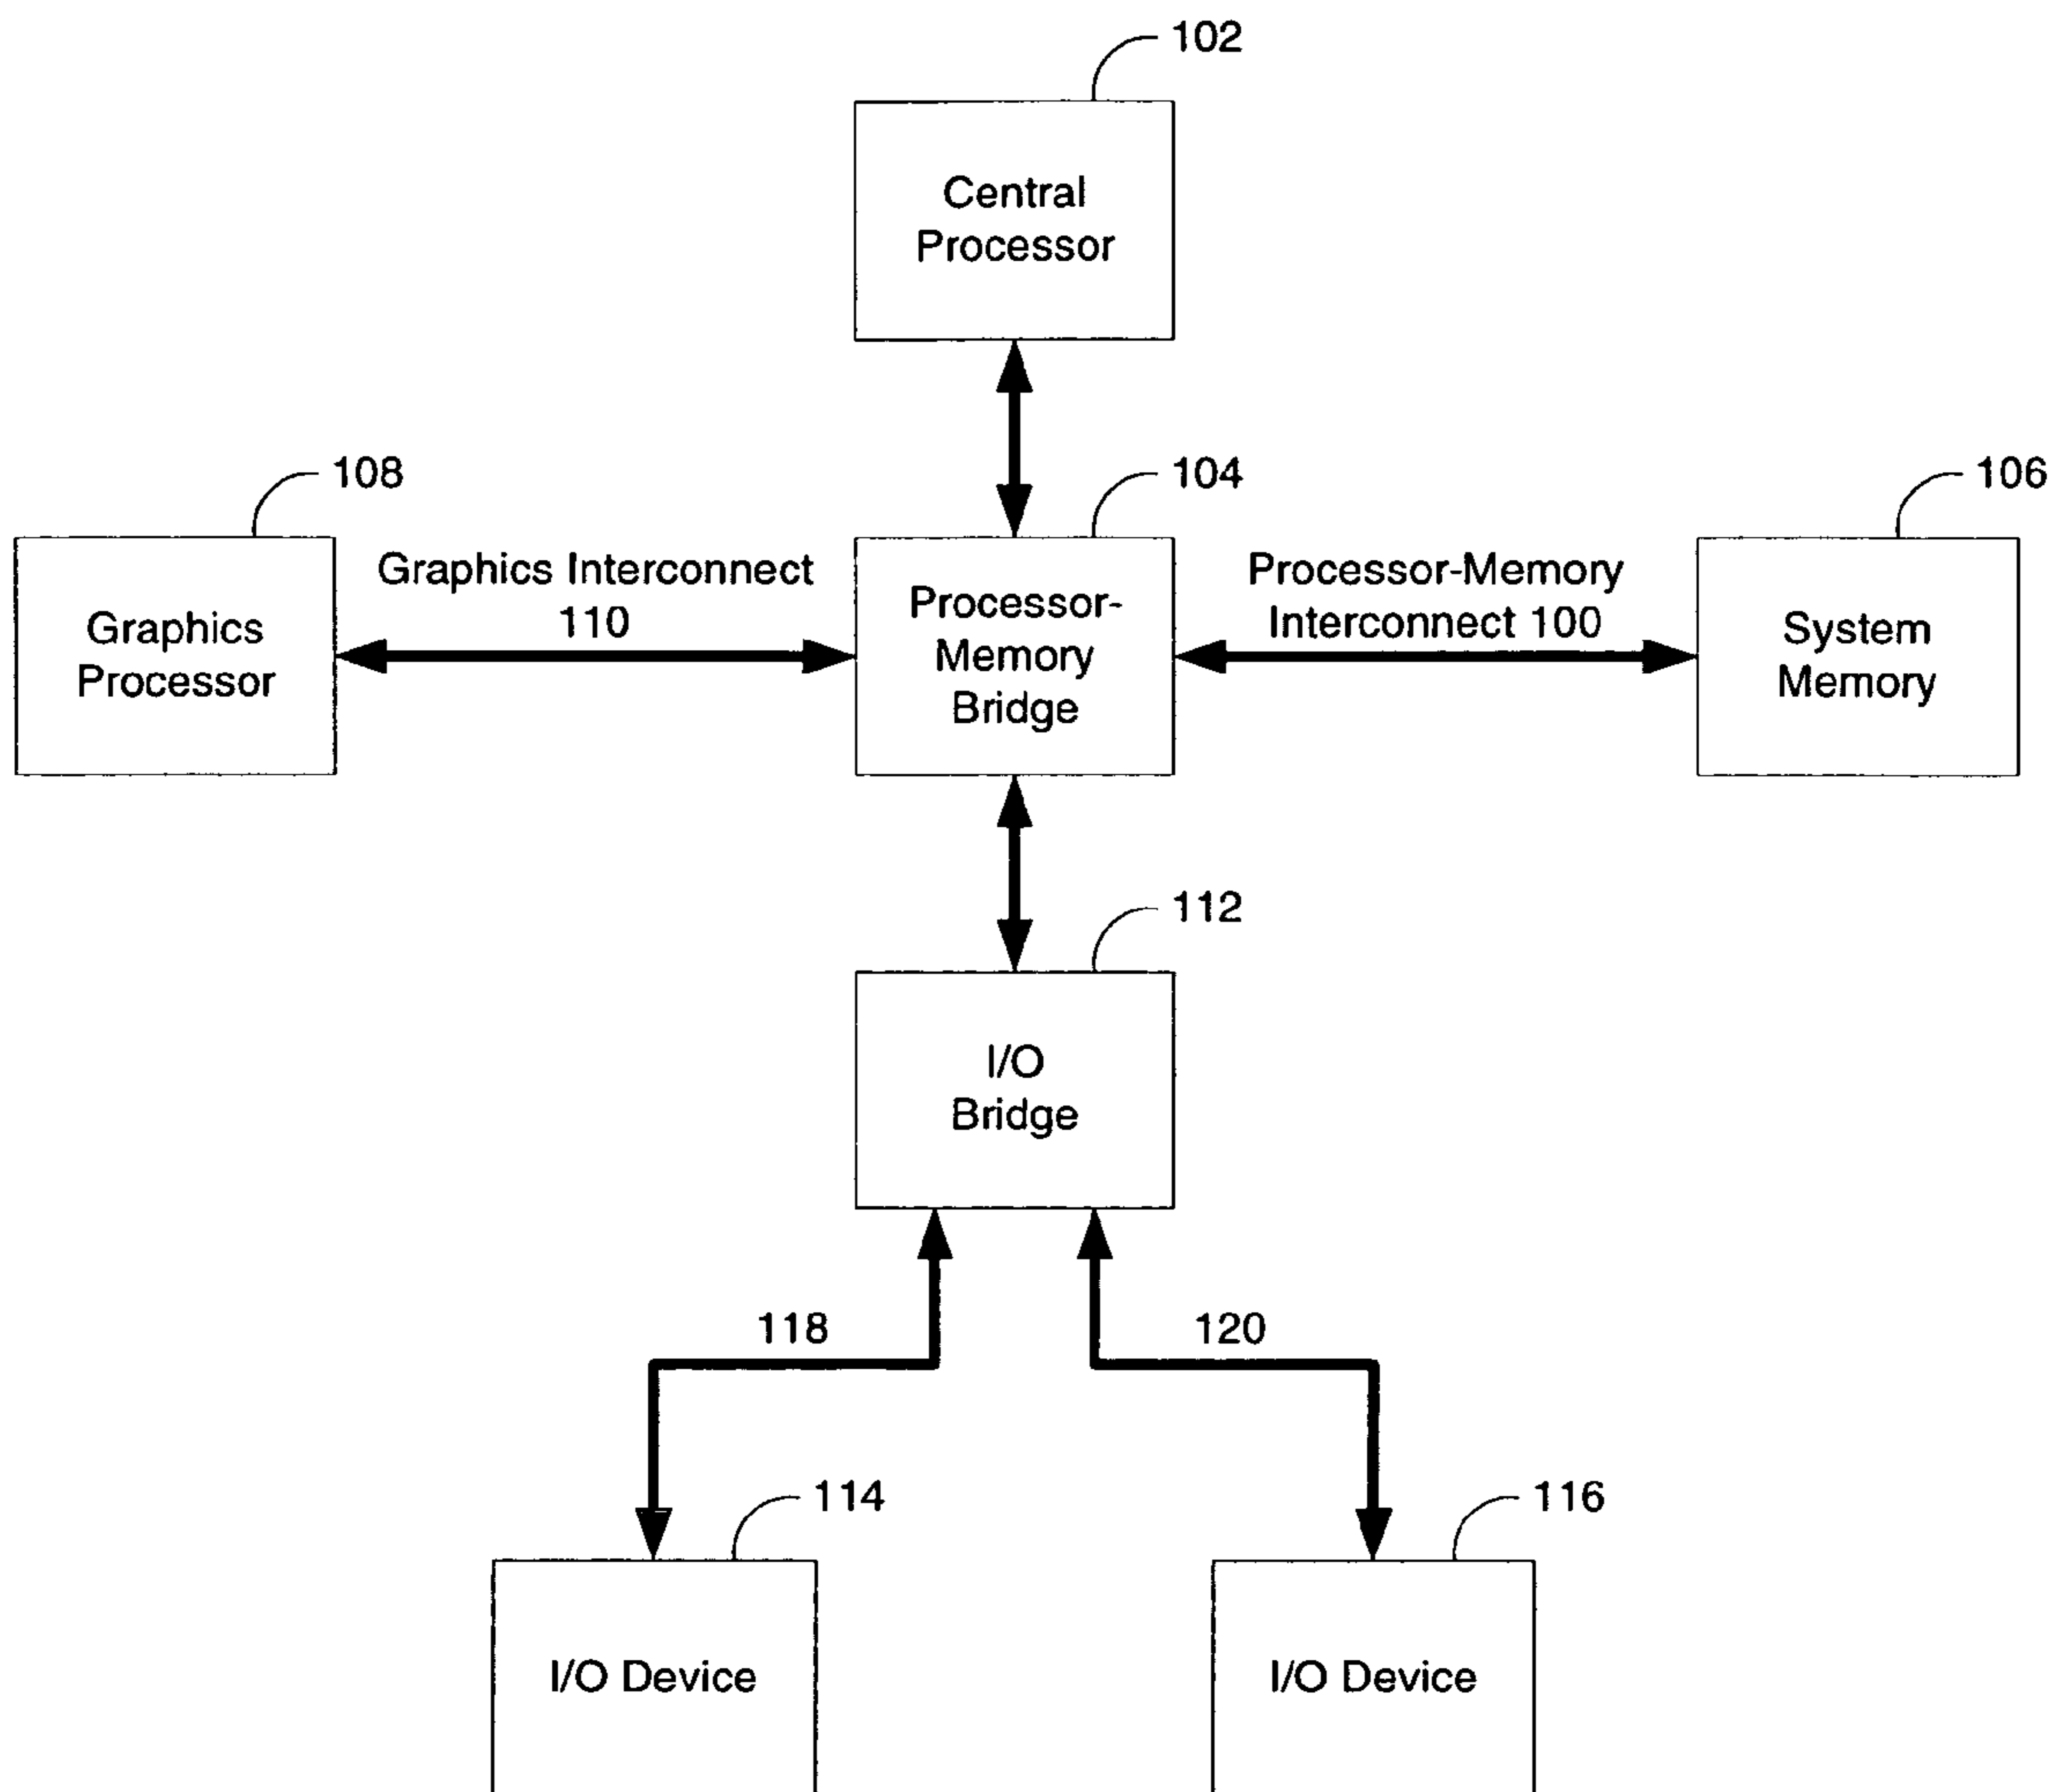 102
Central
Processor
108
104
106
Graphics Interconnect
110
Processor-Memory
Interconnect 100
Graphics
Processor
Processor-
Memory
Bridge
System
Memory
112
I/O
Bridge
118
120
114
116
I/O Device
I/O Device